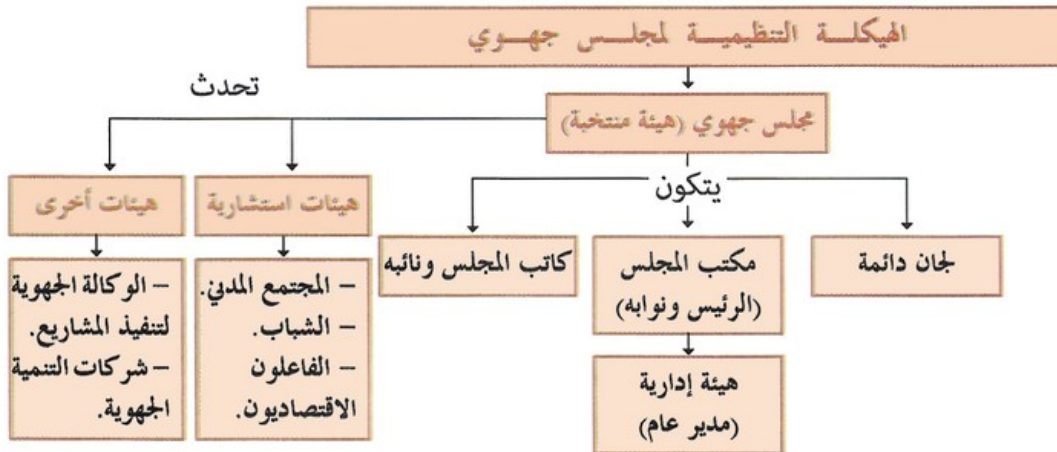 الهيكلة التنظيمية لمجلس جهوي
مجلس جهوي (هيئة منتخبة)
تحدث
يتكون
لجان دائمة
مكتب المجلس
(الرئيس ونوابه)
هيئة إدارية
(مدير عام)
كاتب المجلس ونائبه
هيئات استشارية
– المجتمع المدني.
– الشباب.
– الفاعلون
الاقتصاديون.
هيئات أخرى
– الوكالة الجهوية
لتنفيذ المشاريع.
– شركات التنمية
الجهوية.